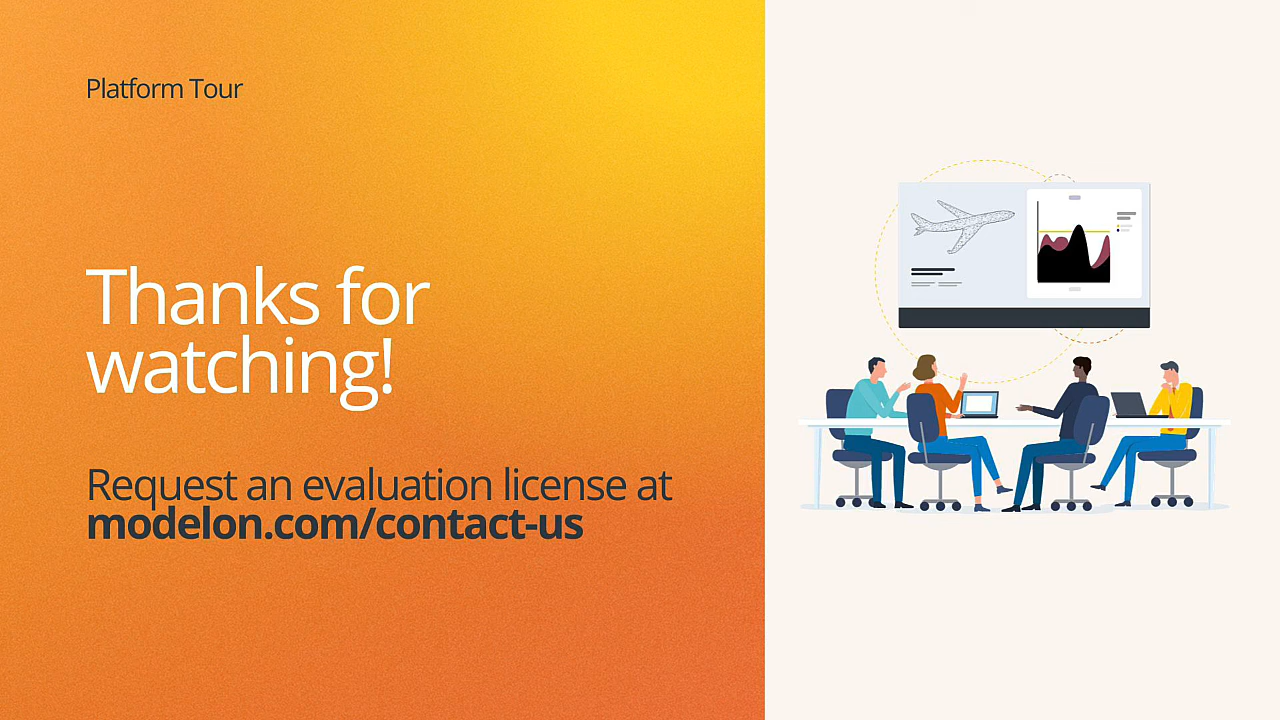 Platform Tour
Thanks for
watching!
Request an evaluation license at
modelon.com/contact-us